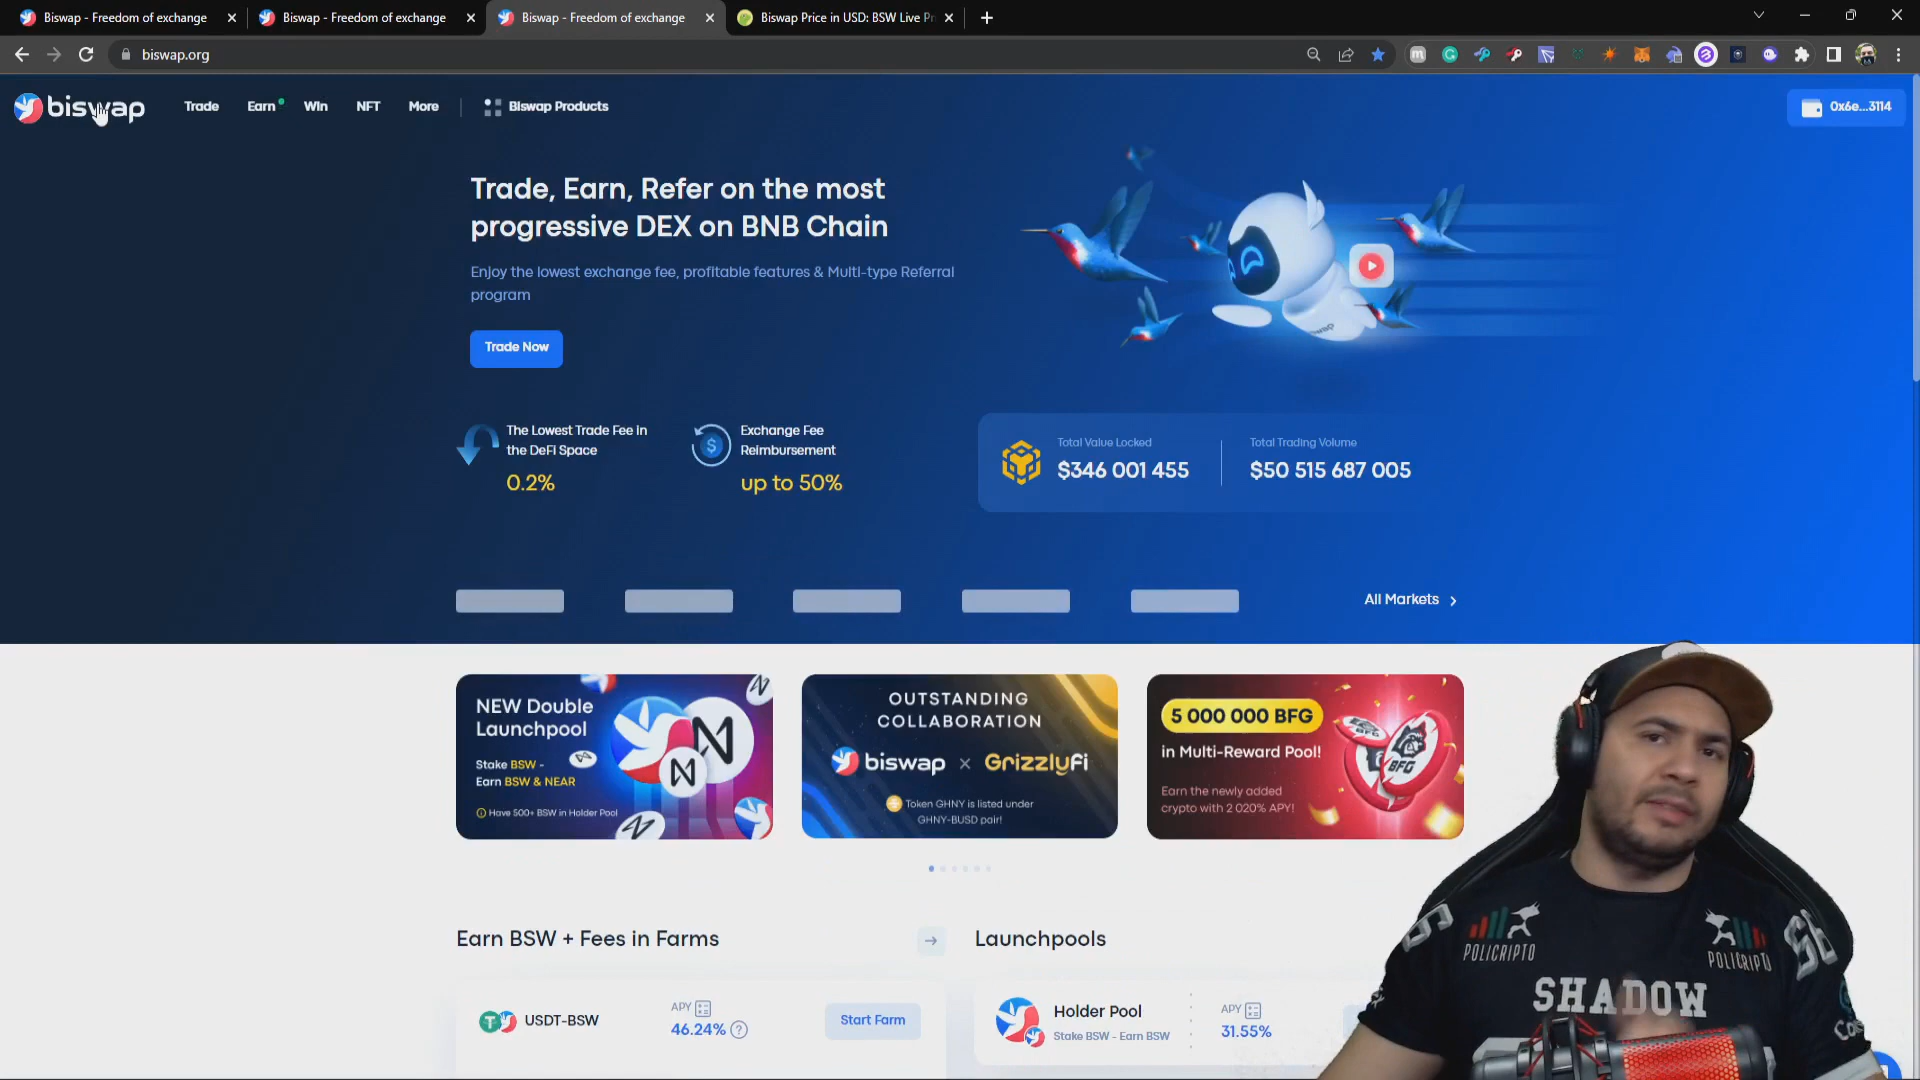 Biswap - Freedom of exchange
Biswap - Freedom of exchange
Biswap - Freedom of exchange
Biswap Price in USD: BSW Live Pr
biswap.org
biswap
Trade
Earn
Win
NFT
More
Biswap Products
0x6e...3114
Trade, Earn, Refer on the most
progressive DEX on BNB Chain
Enjoy the lowest exchange fee, profitable features & Multi-type Referral
program
Trade Now
The Lowest Trade Fee in
the DeFi Space
0.2%
Exchange Fee
Reimbursement
up to 50%
Total Value Locked
$346 001 455
Total Trading Volume
$50 515 687 005
All Markets
NEW Double
Launchpool
Stake BSW -
Earn BSW & NEAR
Have 500+ BSW in Holder Pool
OUTSTANDING
COLLABORATION
biswap x Grizzlyfi
Token GHNY is listed under
GHNY-BUSD pair!
5 000 000 BFG
in Multi-Reward Pool!
Earn the newly added
crypto with 2 020% APY!
BFG
Earn BSW + Fees in Farms
USDT-BSW
APY
46.24%
Start Farm
Launchpools
Holder Pool
Stake BSW - Earn BSW
APY
31.55%
POLICRIPTO
POLICRIPTO
SHADOW